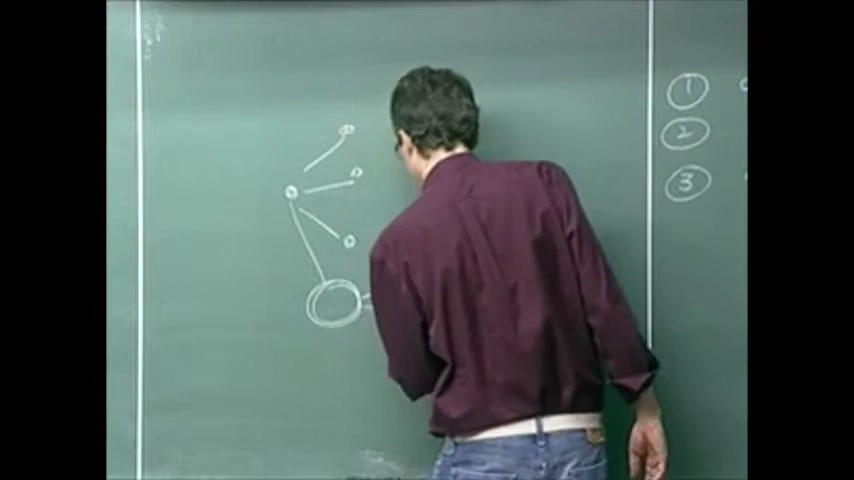 ①
②
③